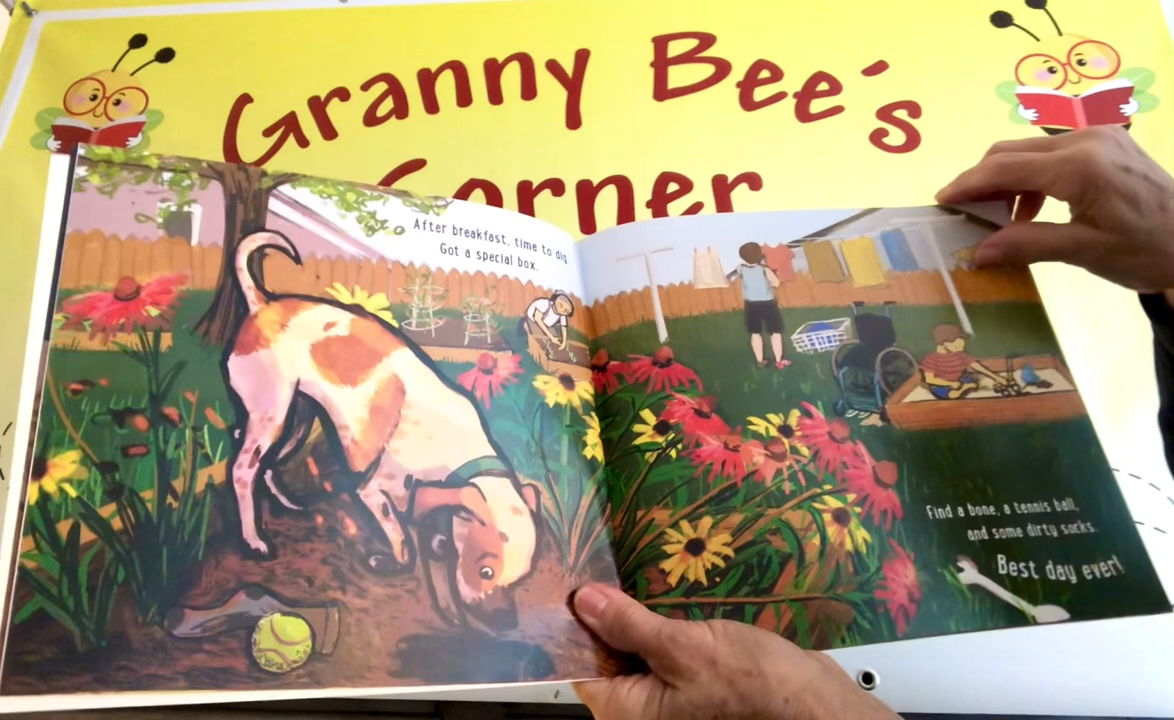 Granny Bee's
Corner
After breakfast, time to dig.
Got a special box.
Find a bone, a tennis ball,
and some dirty socks.
Best day ever!